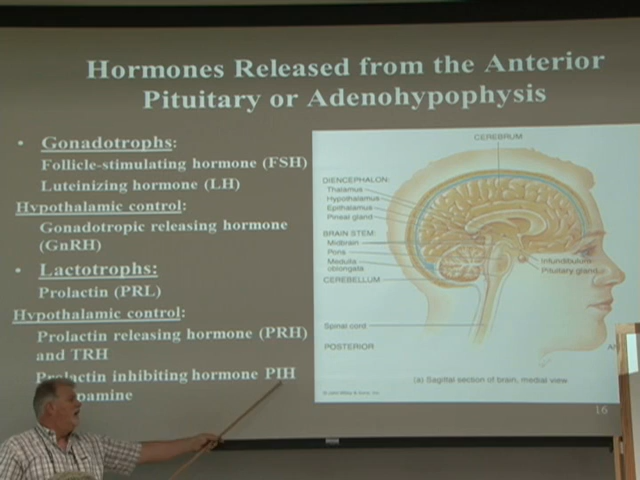 Hormones Released from the Anterior
Pituitary or Adenohypophysis
• Gonadotrophs:
Follicle-stimulating hormone (FSH)
Luteinizing hormone (LH)
Hypothalamic control:
Gonadotropic releasing hormone
(GnRH)
• Lactotrophs:
Prolactin (PRL)
Hypothalamic control:
Prolactin releasing hormone (PRH)
and TRH
Prolactin inhibiting hormone PIH
CEREBRUM
DIENCEPHALON:
Thalamus
Hypothalamus
Epithalamus
Pineal gland
BRAIN STEM:
Midbrain
Pons
Medulla
oblongata
CEREBELLUM
Infundibulum
Pituitary gland
Spinal cord
POSTERIOR
AN
(a) Sagittal section of brain, medial view
16